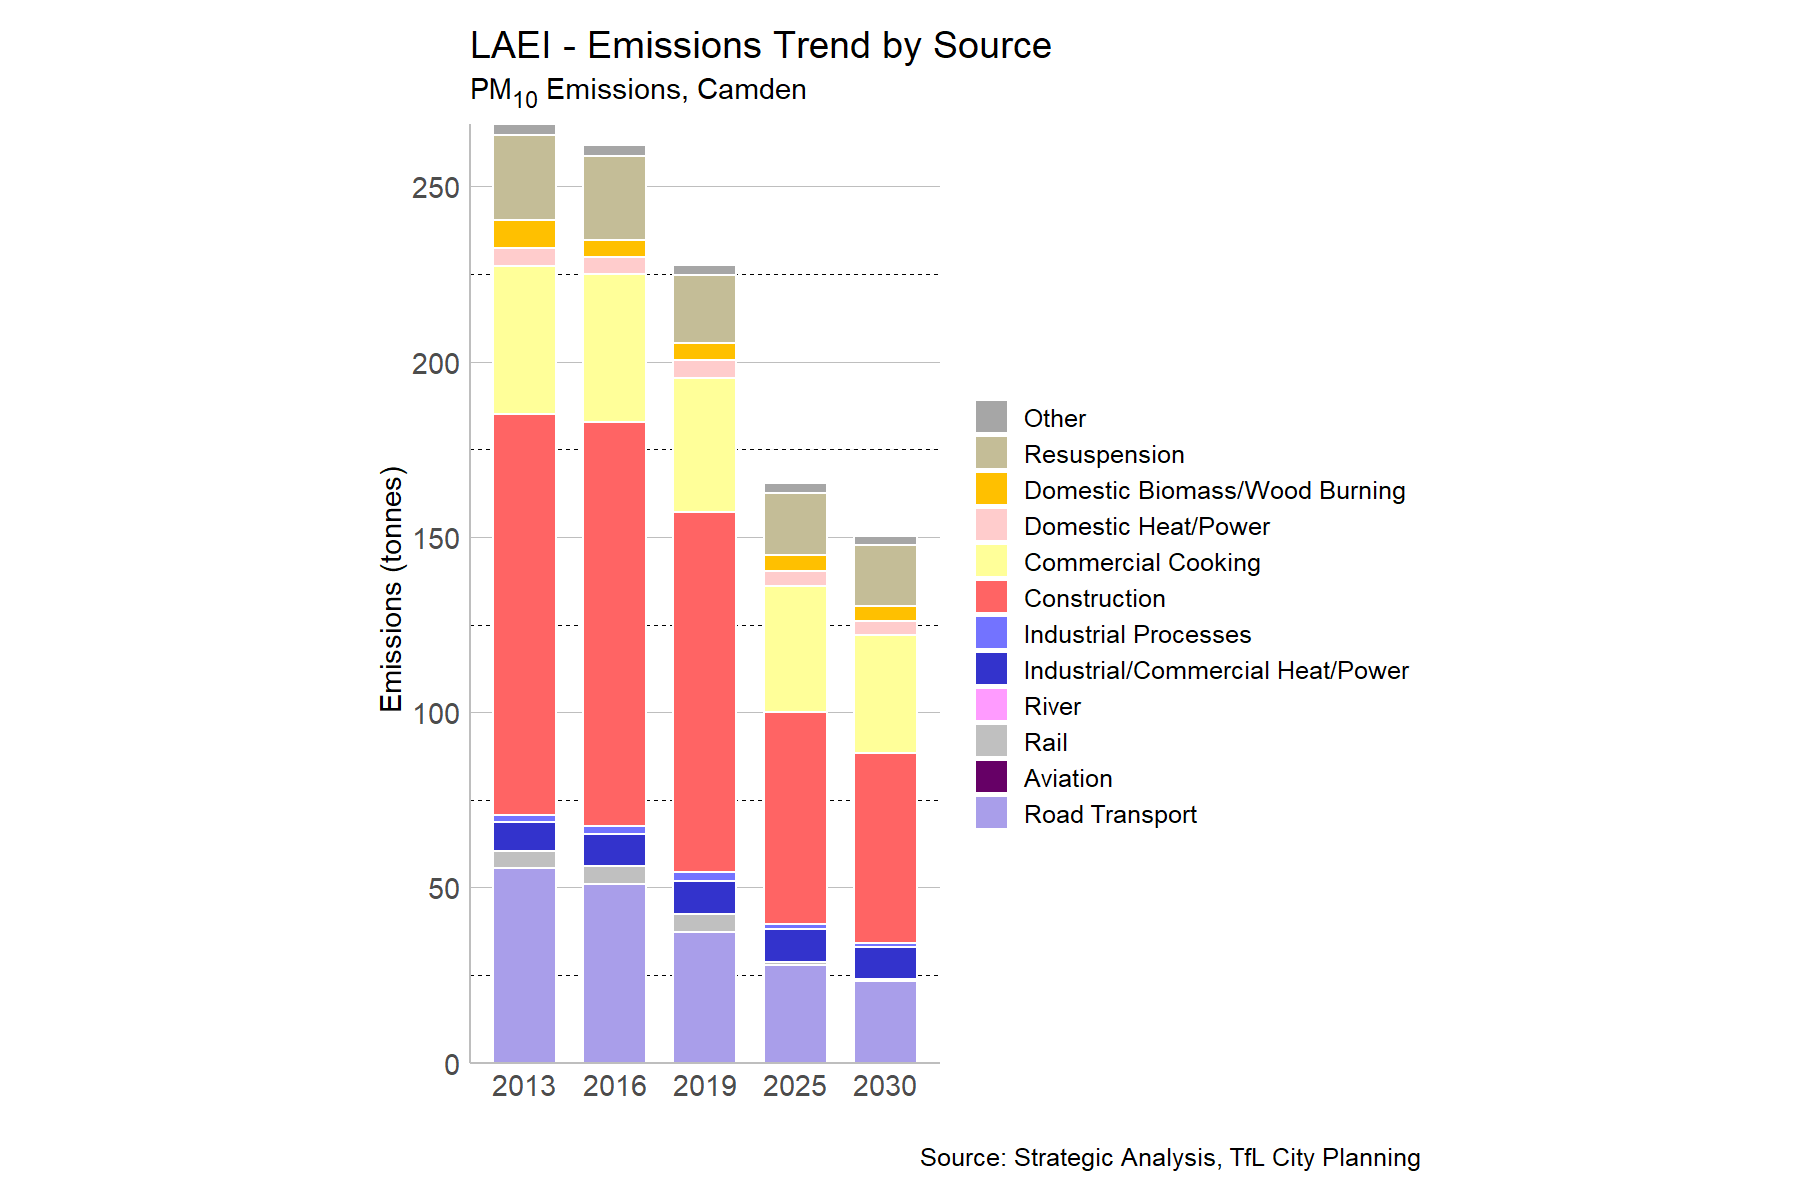 LAEI - Emissions Trend by Source
PM10 Emissions, Camden
Emissions (tonnes)
250
200
150
100
50
0
2013 2016 2019 2025 2030
Other
Resuspension
Domestic Biomass/Wood Burning
Domestic Heat/Power
Commercial Cooking
Construction
Industrial Processes
Industrial/Commercial Heat/Power
River
Rail
Aviation
Road Transport
Source: Strategic Analysis, TfL City Planning